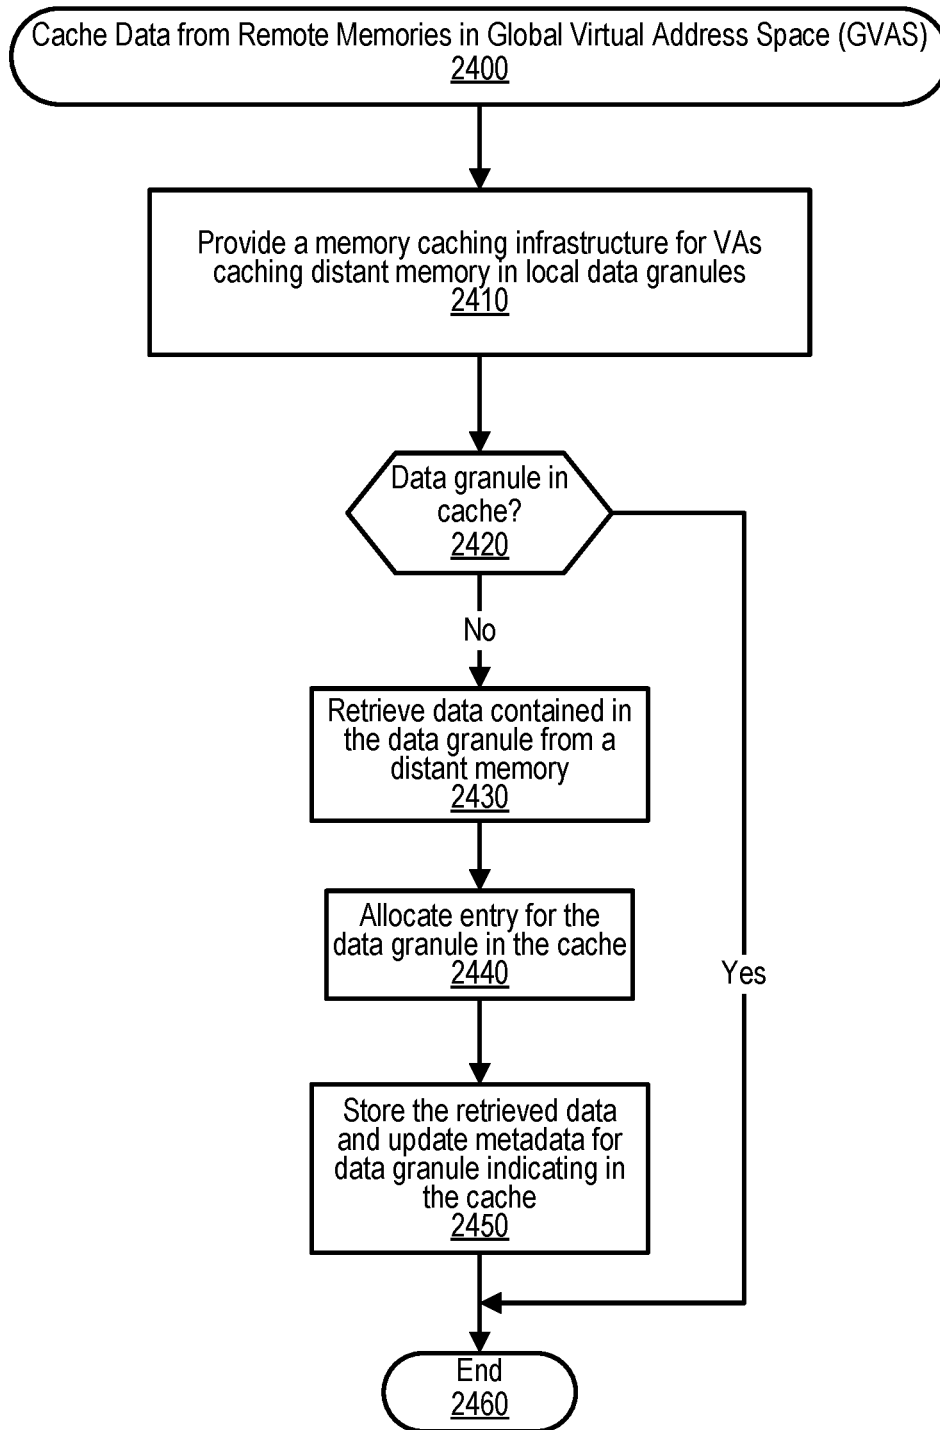 Cache Data from Remote Memories in Global Virtual Address Space (GVAS)
2400
Provide a memory caching infrastructure for VAs
caching distant memory in local data granules
2410
Data granule in
cache?
2420
No
Retrieve data contained in
the data granule from a
distant memory
2430
Allocate entry for the
data granule in the cache
2440
Yes
Store the retrieved data
and update metadata for
data granule indicating in
the cache
2450
End
2460